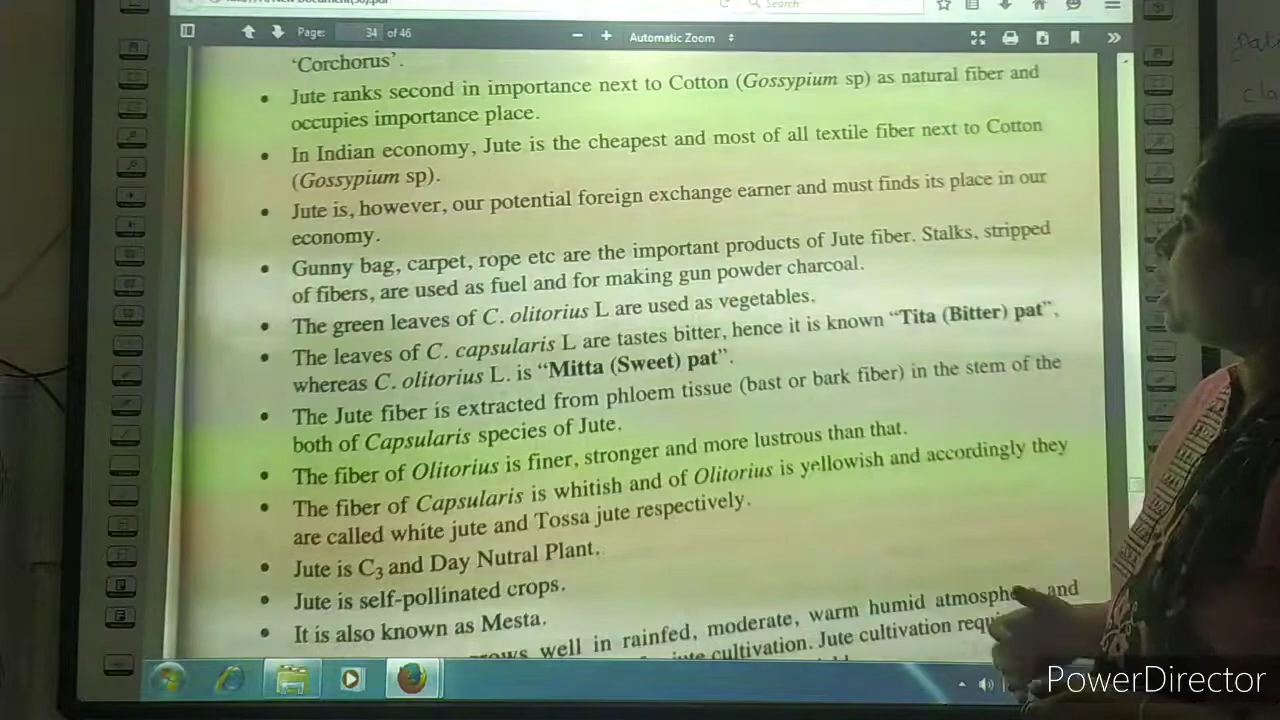 Search
Page: 34 of 46
Automatic Zoom
'Corchorus'.
• Jute ranks second in importance next to Cotton (Gossypium sp) as natural fiber and
occupies importance place.
• In Indian economy, Jute is the cheapest and most of all textile fiber next to Cotton
(Gossypium sp).
• Jute is, however, our potential foreign exchange earner and must finds its place in our
economy.
• Gunny bag, carpet, rope etc are the important products of Jute fiber. Stalks, stripped
of fibers, are used as fuel and for making gun powder charcoal.
• The green leaves of C. olitorius L are used as vegetables.
• The leaves of C. capsularis L are tastes bitter, hence it is known “Tita (Bitter) pat”,
whereas C. olitorius L. is “Mitta (Sweet) pat”.
• The Jute fiber is extracted from phloem tissue (bast or bark fiber) in the stem of the
both of Capsularis species of Jute.
• The fiber of Olitorius is finer, stronger and more lustrous than that.
• The fiber of Capsularis is whitish and of Olitorius is yellowish and accordingly they
are called white jute and Tossa jute respectively.
• Jute is C3 and Day Nutral Plant.
• Jute is self-pollinated crops.
• It is also known as Mesta.
well in rainfed, moderate, warm humid and
cultivation. Jute cultivation
PowerDirector